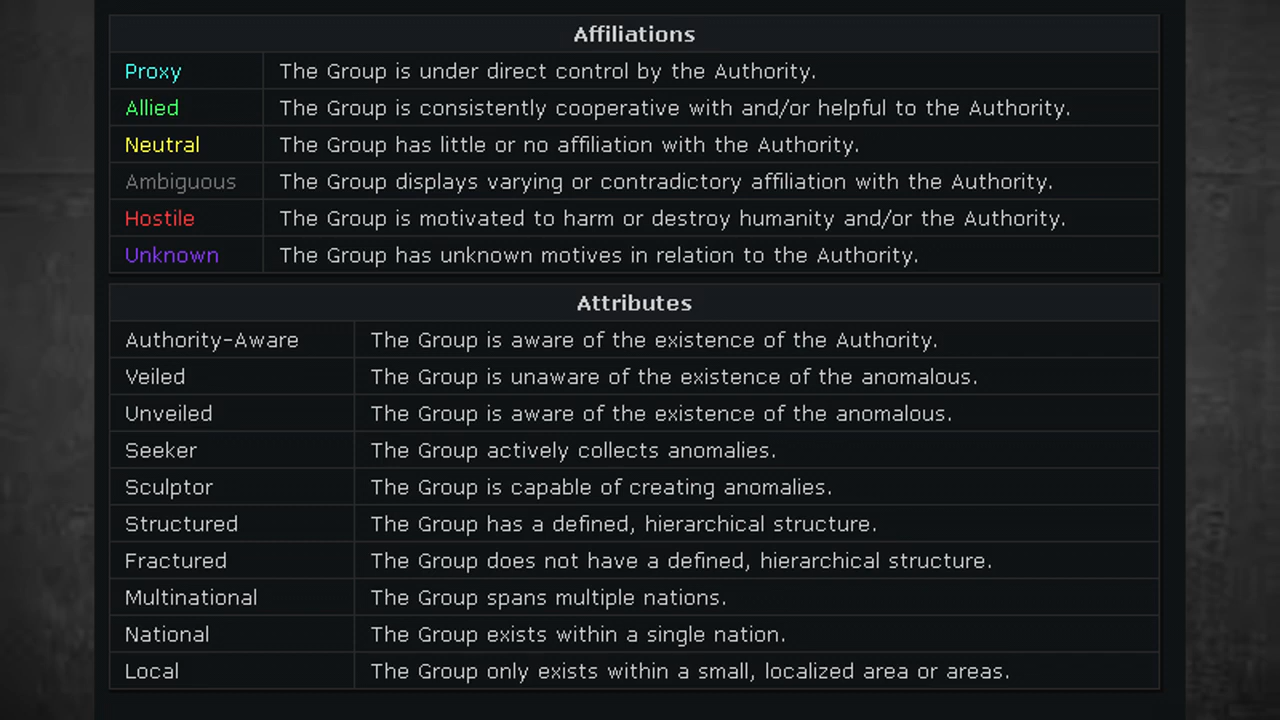 Affiliations
Proxy The Group is under direct control by the Authority.
Allied The Group is consistently cooperative with and/or helpful to the Authority.
Neutral The Group has little or no affiliation with the Authority.
Ambiguous The Group displays varying or contradictory affiliation with the Authority.
Hostile The Group is motivated to harm or destroy humanity and/or the Authority.
Unknown The Group has unknown motives in relation to the Authority.
Attributes
Authority-Aware The Group is aware of the existence of the Authority.
Veiled The Group is unaware of the existence of the anomalous.
Unveiled The Group is aware of the existence of the anomalous.
Seeker The Group actively collects anomalies.
Sculptor The Group is capable of creating anomalies.
Structured The Group has a defined, hierarchical structure.
Fractured The Group does not have a defined, hierarchical structure.
Multinational The Group spans multiple nations.
National The Group exists within a single nation.
Local The Group only exists within a small, localized area or areas.